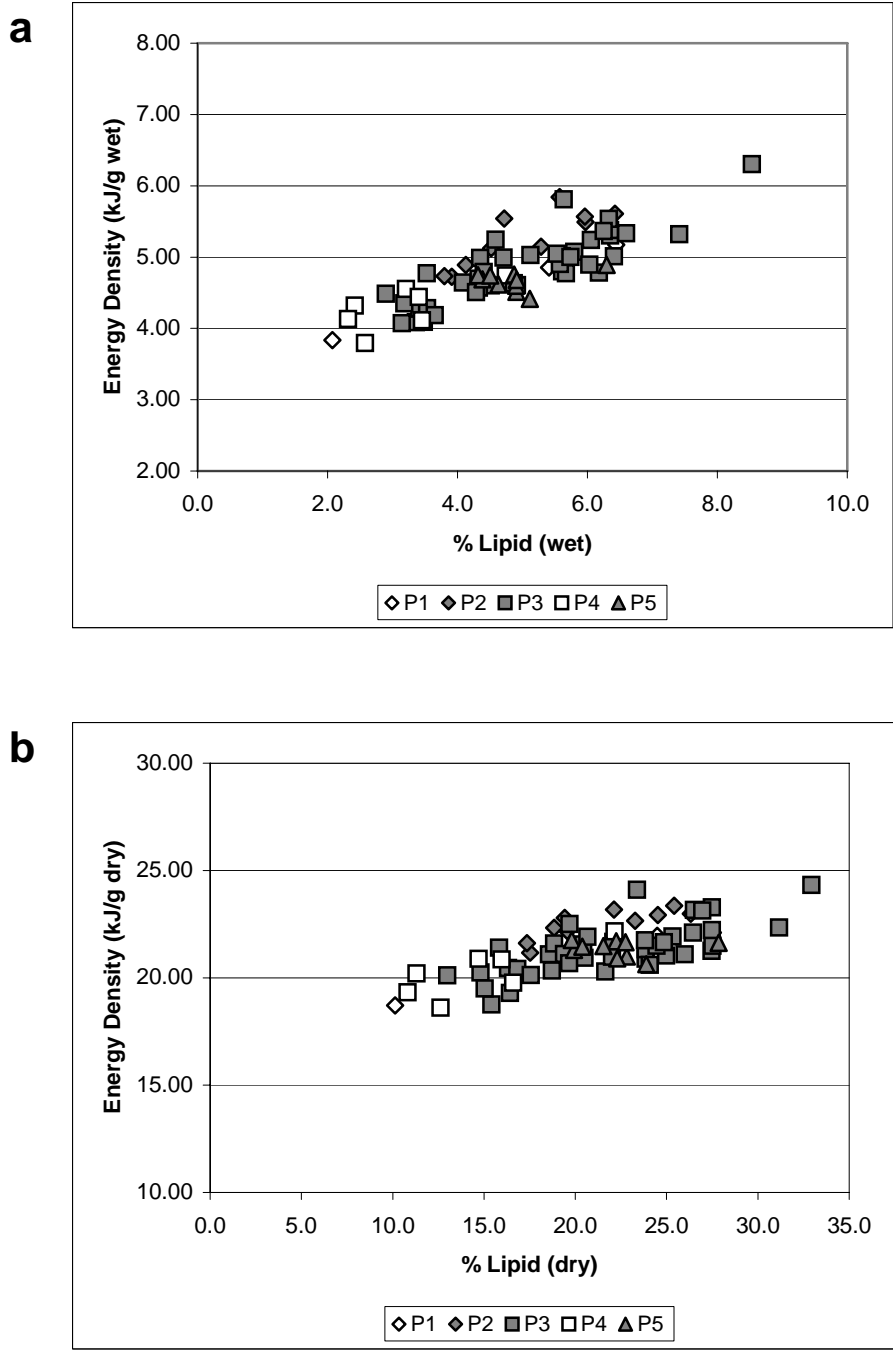 a
8.00
7.00
6.00
5.00
4.00
3.00
2.00
Energy Density (kJ/g wet)
0.0 2.0 4.0 6.0 8.0 10.0
% Lipid (wet)
P1 P2 P3 P4 P5
b
30.00
25.00
20.00
15.00
10.00
Energy Density (kJ/g dry)
0.0 5.0 10.0 15.0 20.0 25.0 30.0 35.0
% Lipid (dry)
P1 P2 P3 P4 P5